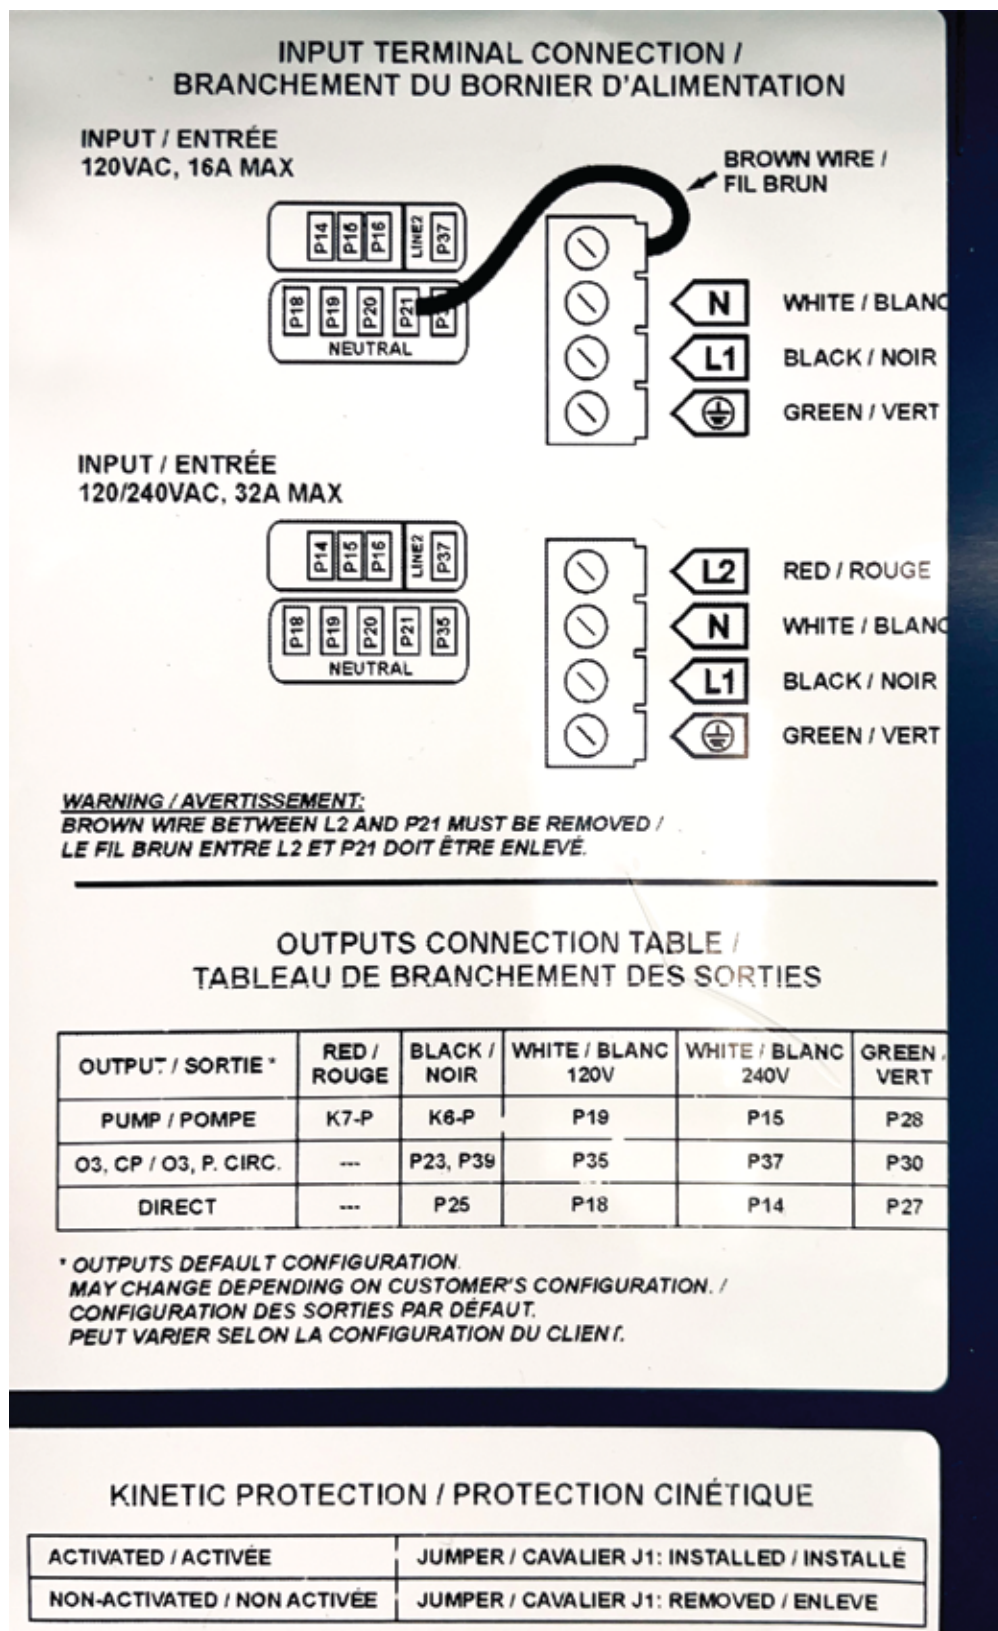 INPUT TERMINAL CONNECTION /
BRANCHEMENT DU BORNIER D'ALIMENTATION
INPUT / ENTRÉE
120VAC, 16A MAX
BROWN WIRE /
FIL BRUN
P14 P15 P16 LINE2 P37
P18 P19 P20 P21
NEUTRAL
N WHITE / BLANC
L1 BLACK / NOIR
GREEN / VERT
INPUT / ENTRÉE
120/240VAC, 32A MAX
P14 P15 P16 LINE2 P37
P18 P19 P20 P21 P35
NEUTRAL
L2 RED / ROUGE
N WHITE / BLANC
L1 BLACK / NOIR
GREEN / VERT
WARNING / AVERTISSEMENT:
BROWN WIRE BETWEEN L2 AND P21 MUST BE REMOVED /
LE FIL BRUN ENTRE L2 ET P21 DOIT ÊTRE ENLEVÉ.
OUTPUTS CONNECTION TABLE /
TABLEAU DE BRANCHEMENT DES SORTIES
OUTPUT / SORTIE * RED / ROUGE BLACK / NOIR WHITE / BLANC 120V WHITE / BLANC 240V GREEN / VERT
PUMP / POMPE K7-P K6-P P19 P15 P28
O3, CP / O3, P. CIRC. --- P23, P39 P35 P37 P30
DIRECT --- P25 P18 P14 P27
* OUTPUTS DEFAULT CONFIGURATION.
MAY CHANGE DEPENDING ON CUSTOMER'S CONFIGURATION. /
CONFIGURATION DES SORTIES PAR DÉFAUT.
PEUT VARIER SELON LA CONFIGURATION DU CLIENT.
KINETIC PROTECTION / PROTECTION CINÉTIQUE
ACTIVATED / ACTIVÉE JUMPER / CAVALIER J1: INSTALLED / INSTALLÉ
NON-ACTIVATED / NON ACTIVÉE JUMPER / CAVALIER J1: REMOVED / ENLEVE